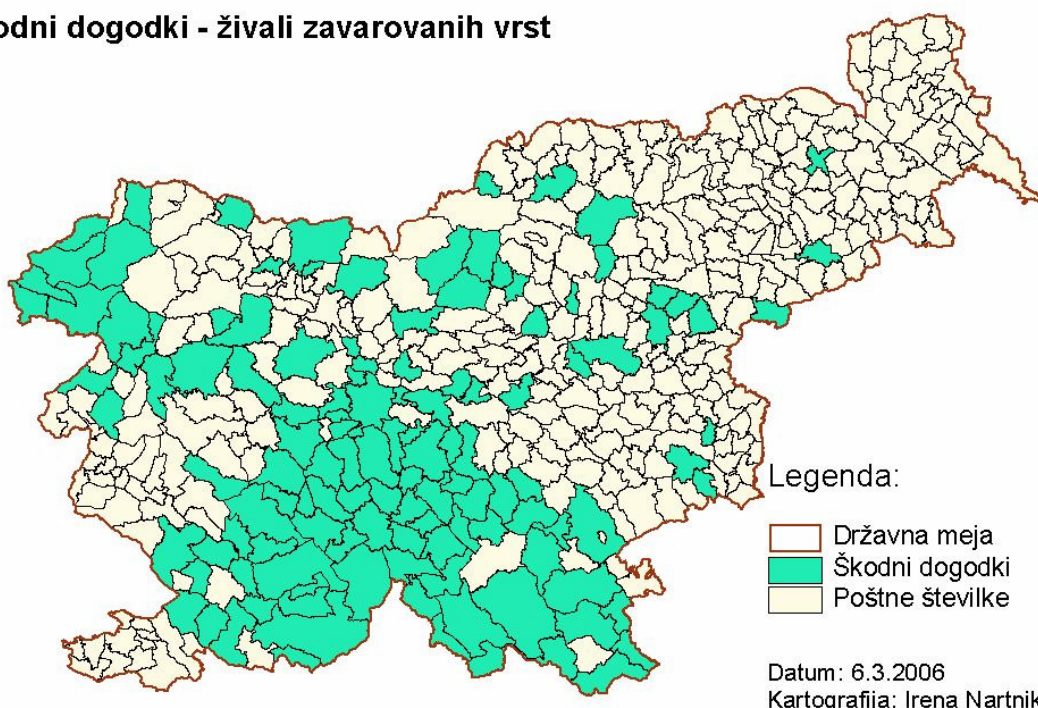 odni dogodki - živali zavarovanih vrst
Legenda:
Državna meja
Škodni dogodki
Poštne številke
Datum: 6.3.2006
Kartografija: Irena Nartnik